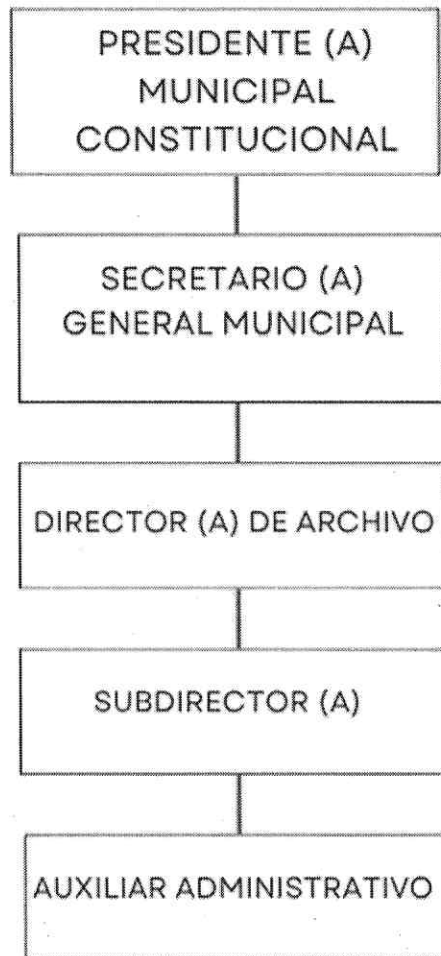 PRESIDENTE (A)
MUNICIPAL
CONSTITUCIONAL
SECRETARIO (A)
GENERAL MUNICIPAL
DIRECTOR (A) DE ARCHIVO
SUBDIRECTOR (A)
AUXILIAR ADMINISTRATIVO